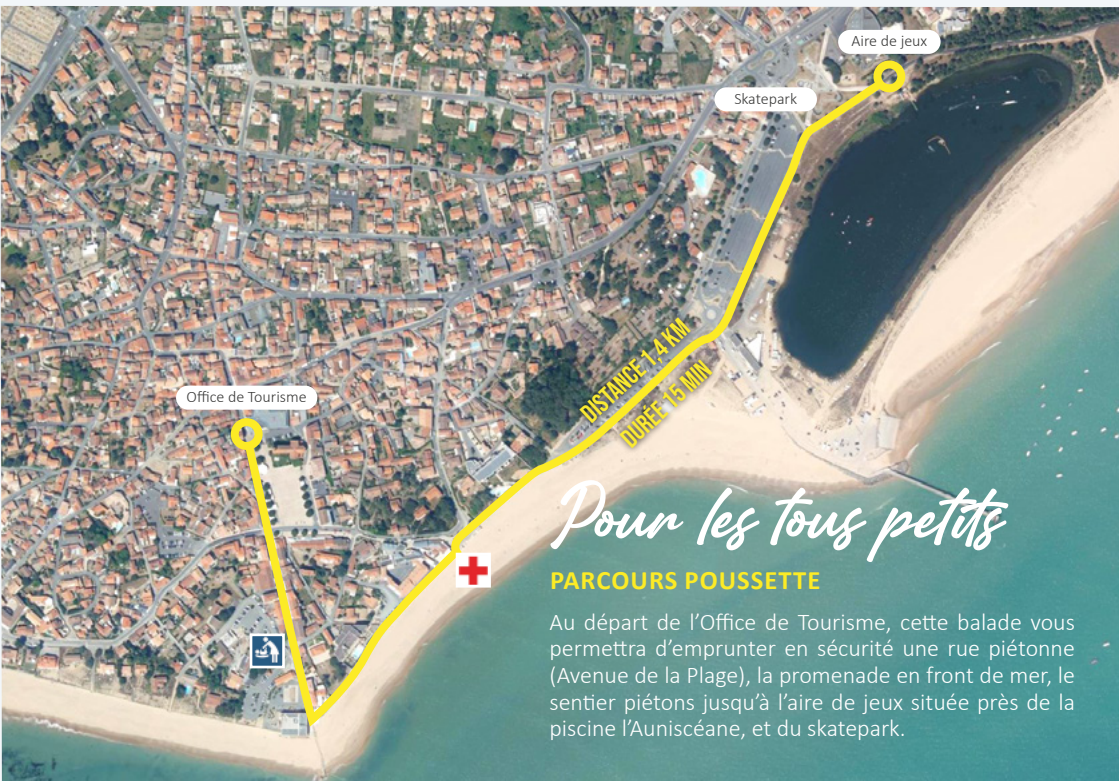 Aire de jeux
Skatepark
Office de Tourisme
DISTANCE 1,4 KM
DURÉE 15 MIN
Pour les tous petits
PARCOURS POUSSETTE
Au départ de l'Office de Tourisme, cette balade vous
permettra d'emprunter en sécurité une rue piétonne
(Avenue de la Plage), la promenade en front de mer, le
sentier piétons jusqu'à l'aire de jeux située près de la
piscine l'Auniscéane, et du skatepark.